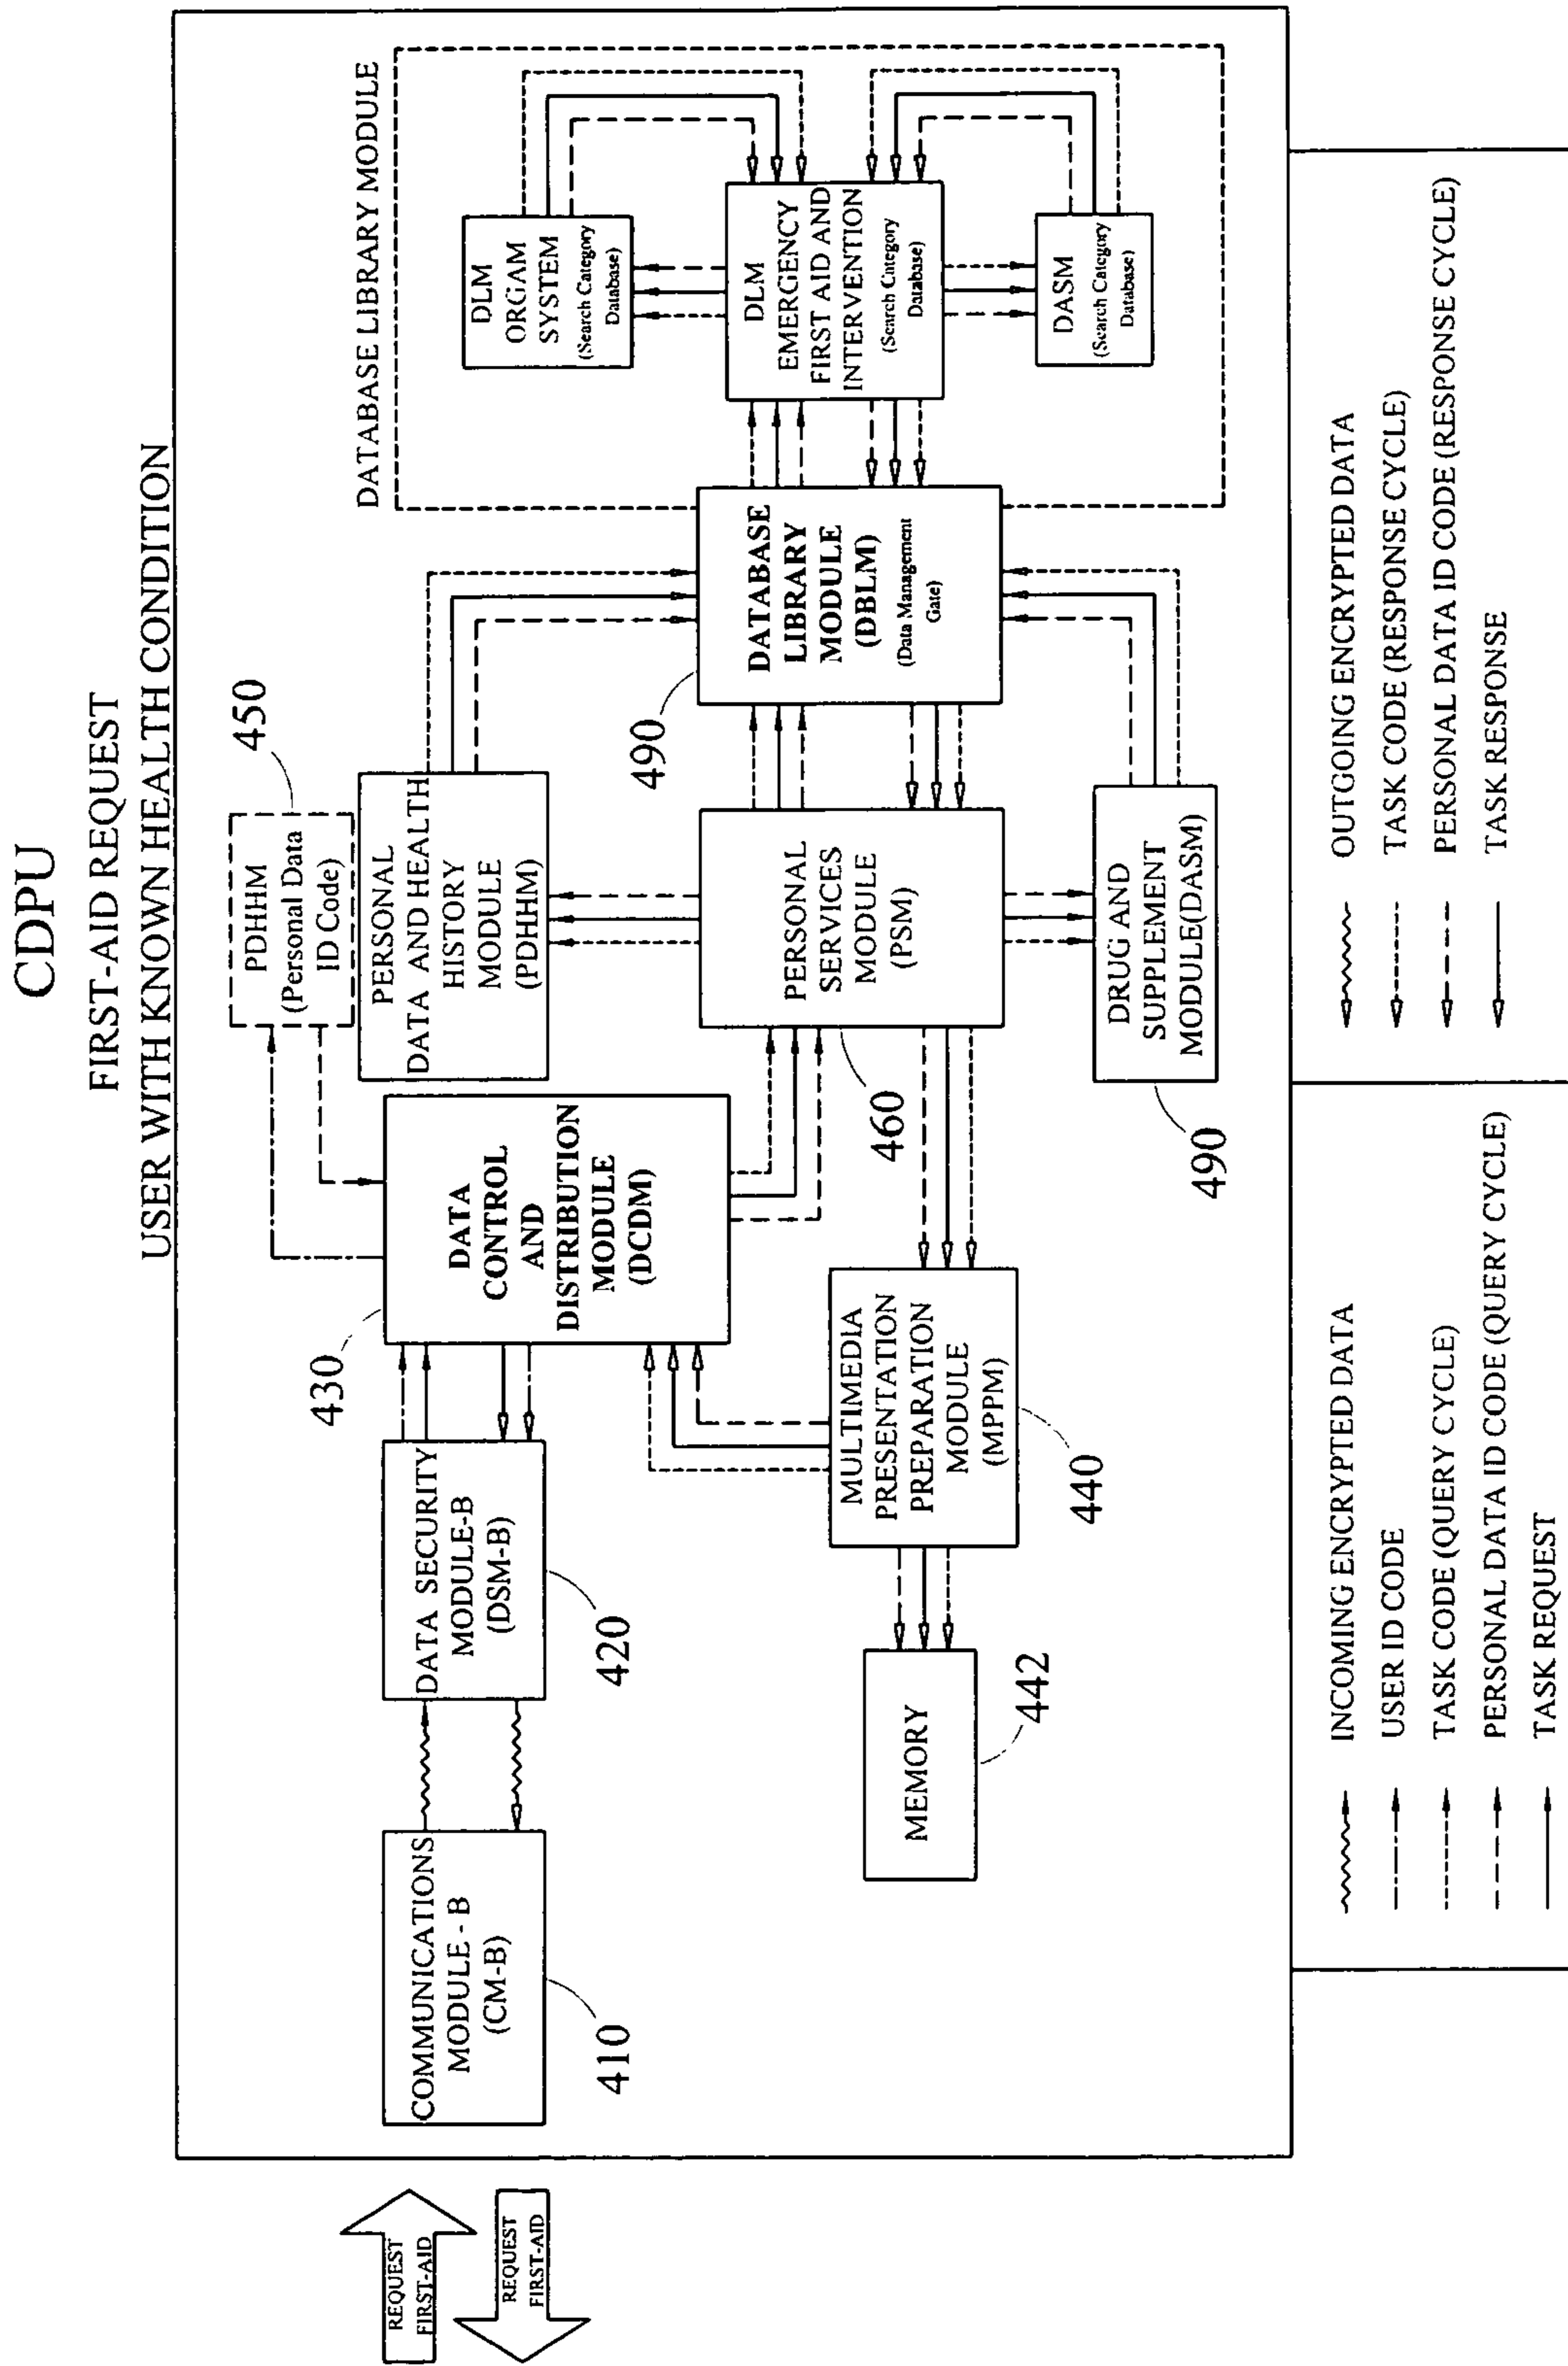 CDPU
FIRST-AID REQUEST
USER WITH KNOWN HEALTH CONDITION
REQUEST
FIRST-AID
REQUEST
FIRST-AID
COMMUNICATIONS
MODULE - B
(CM-B)
410
DATA SECURITY
MODULE-B
(DSM-B)
420
DATA
CONTROL
AND
DISTRIBUTION
MODULE
(DCDM)
430
PDHHM
(Personal Data
ID Code)
450
PERSONAL
DATA AND HEALTH
HISTORY
MODULE
(PDHHM)
MEMORY
442
MULTIMEDIA
PRESENTATION
PREPARATION
MODULE
(MPPM)
440
PERSONAL
SERVICES
MODULE
(PSM)
460
DRUG AND
SUPPLEMENT
MODULE(DASM)
490
DATABASE
LIBRARY
MODULE
(DBLM)
(Data Management
Gate)
490
DATABASE LIBRARY MODULE
DLM
ORGAM
SYSTEM
(Search Category
Database)
DLM
EMERGENCY
FIRST AID AND
INTERVENTION
(Search Category
Database)
DASM
(Search Category
Database)
INCOMING ENCRYPTED DATA
USER ID CODE
TASK CODE (QUERY CYCLE)
PERSONAL DATA ID CODE (QUERY CYCLE)
TASK REQUEST
OUTGOING ENCRYPTED DATA
TASK CODE (RESPONSE CYCLE)
PERSONAL DATA ID CODE (RESPONSE CYCLE)
TASK RESPONSE